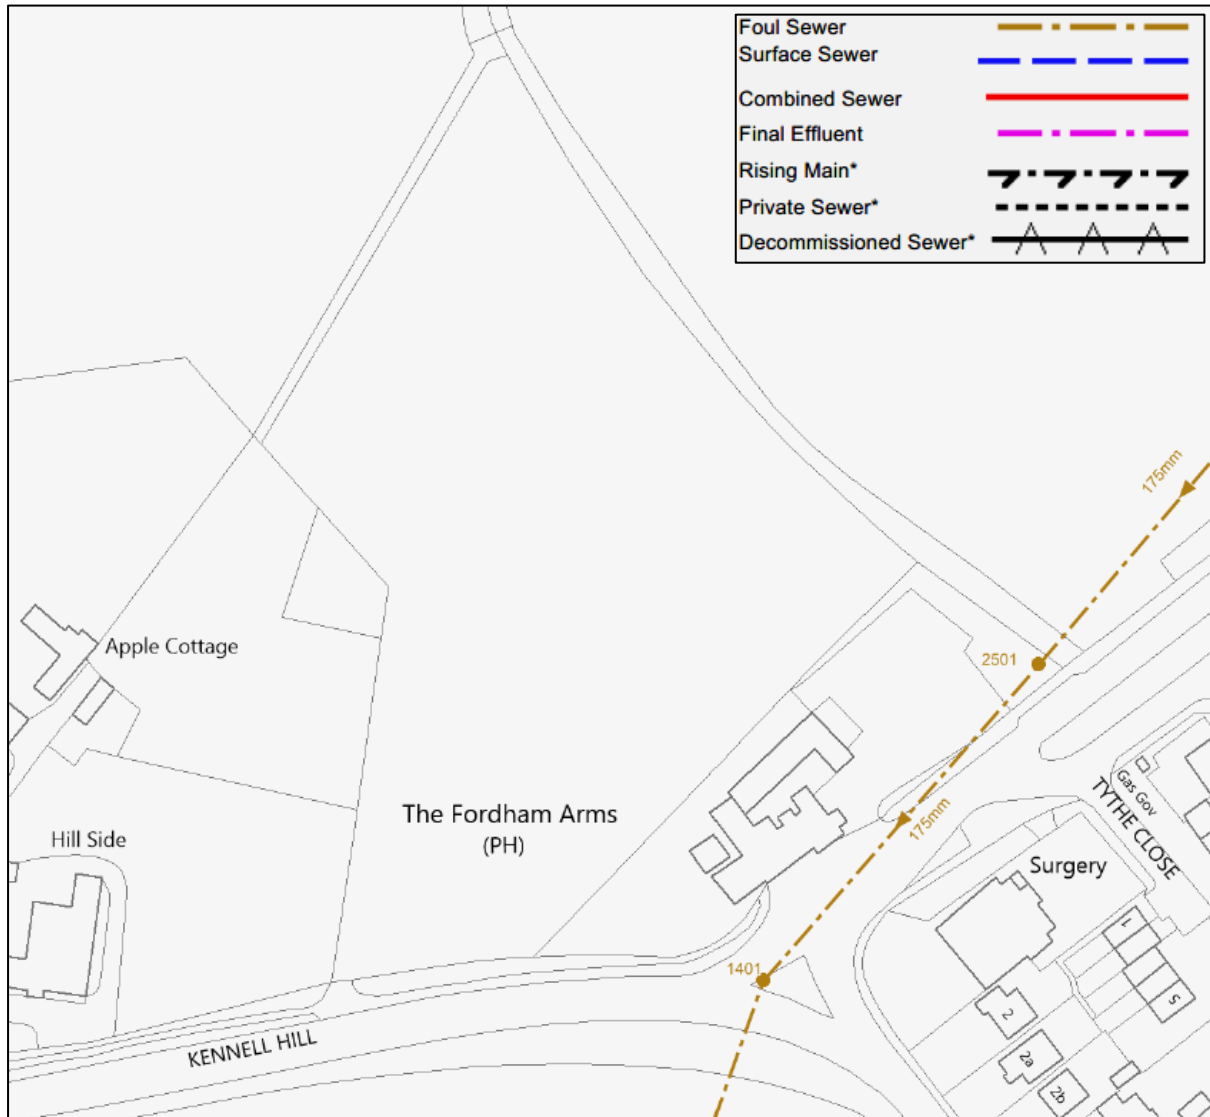 Foul Sewer
Surface Sewer
Combined Sewer
Final Effluent
Rising Main*
Private Sewer*
Decommissioned Sewer*
175mm
Apple Cottage
2501
Gas Gov
TYTHE CLOSE
The Fordham Arms
(PH)
175mm
Hill Side
Surgery
1
5
1401
2
2a
2b
KENNELL HILL